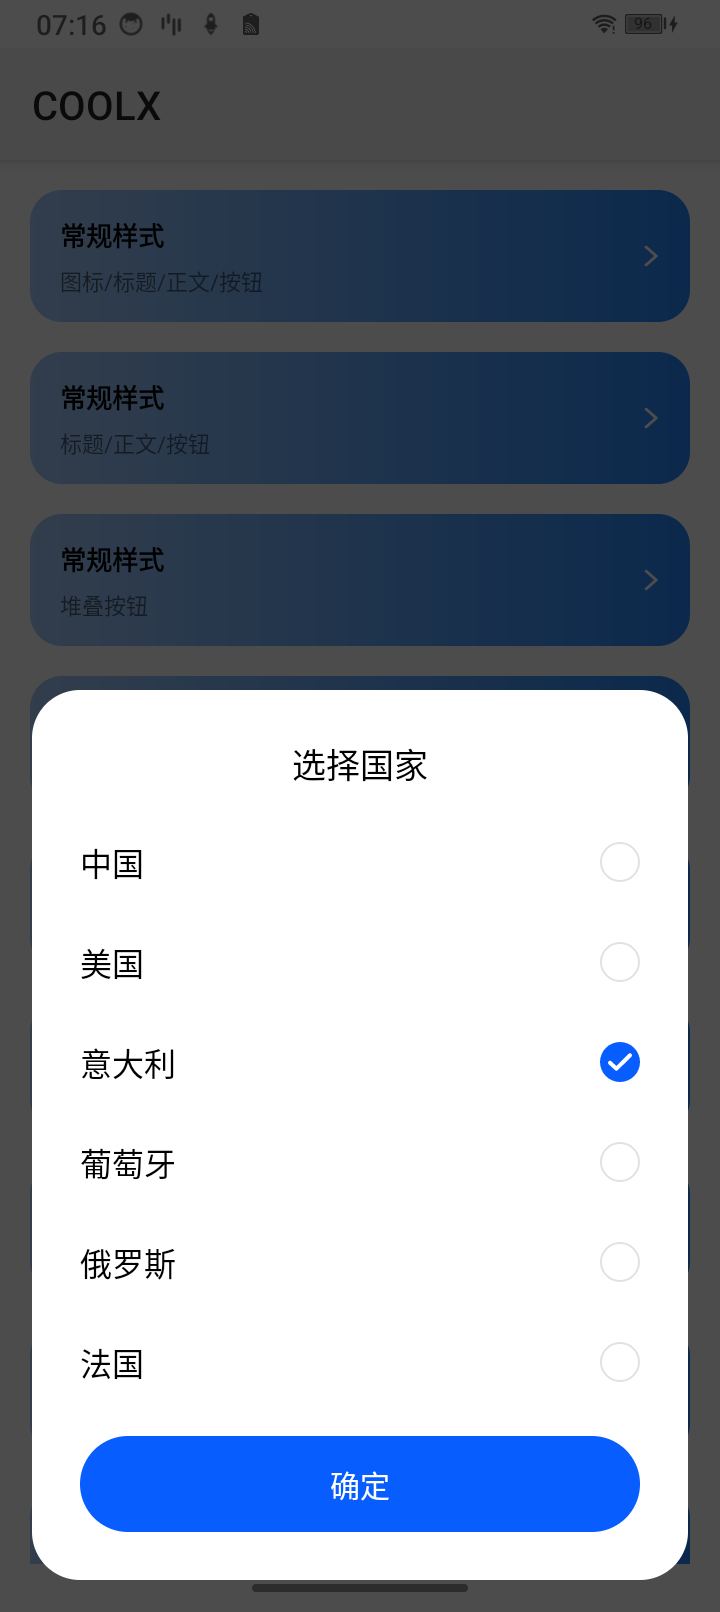 07:16
96
COOLX
常规样式
图标/标题/正文/按钮
常规样式
标题/正文/按钮
常规样式
堆叠按钮
选择国家
中国
美国
意大利
葡萄牙
俄罗斯
法国
确定